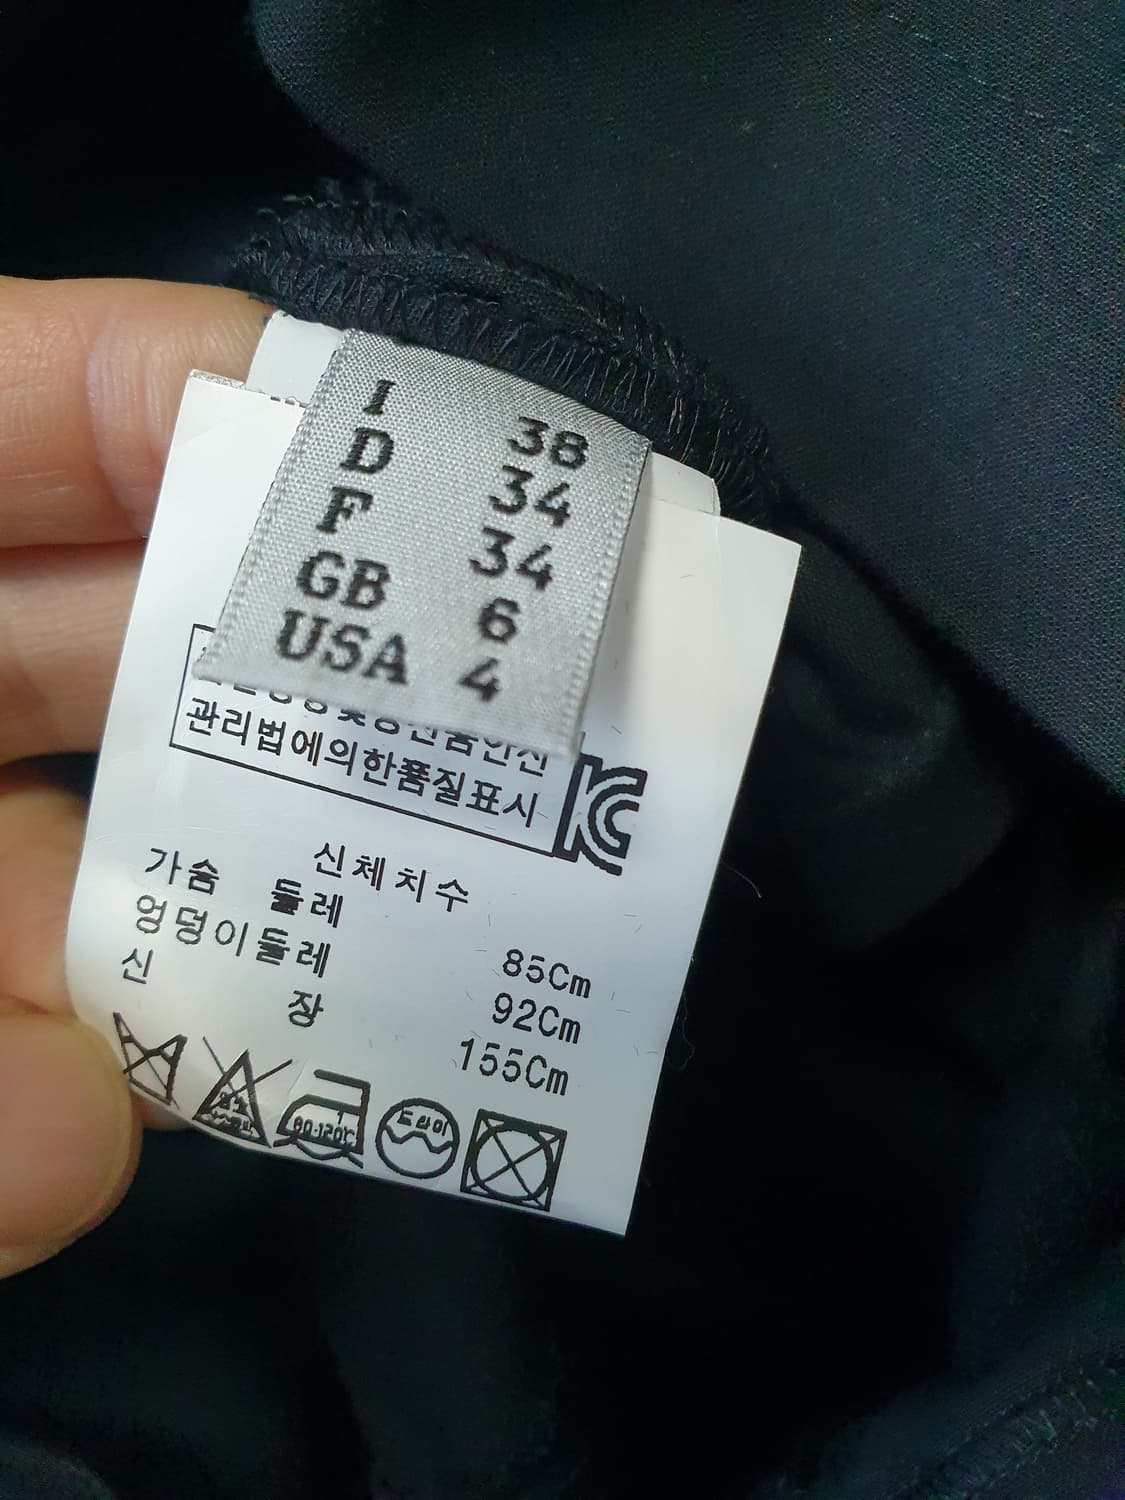 I 38
D 34
F 34
GB 6
USA 4
관리법에의한품질표시
KC
신체치수
가슴 둘레 85Cm
엉덩이둘레 92Cm
신 장 155Cm
80-120℃
드라이